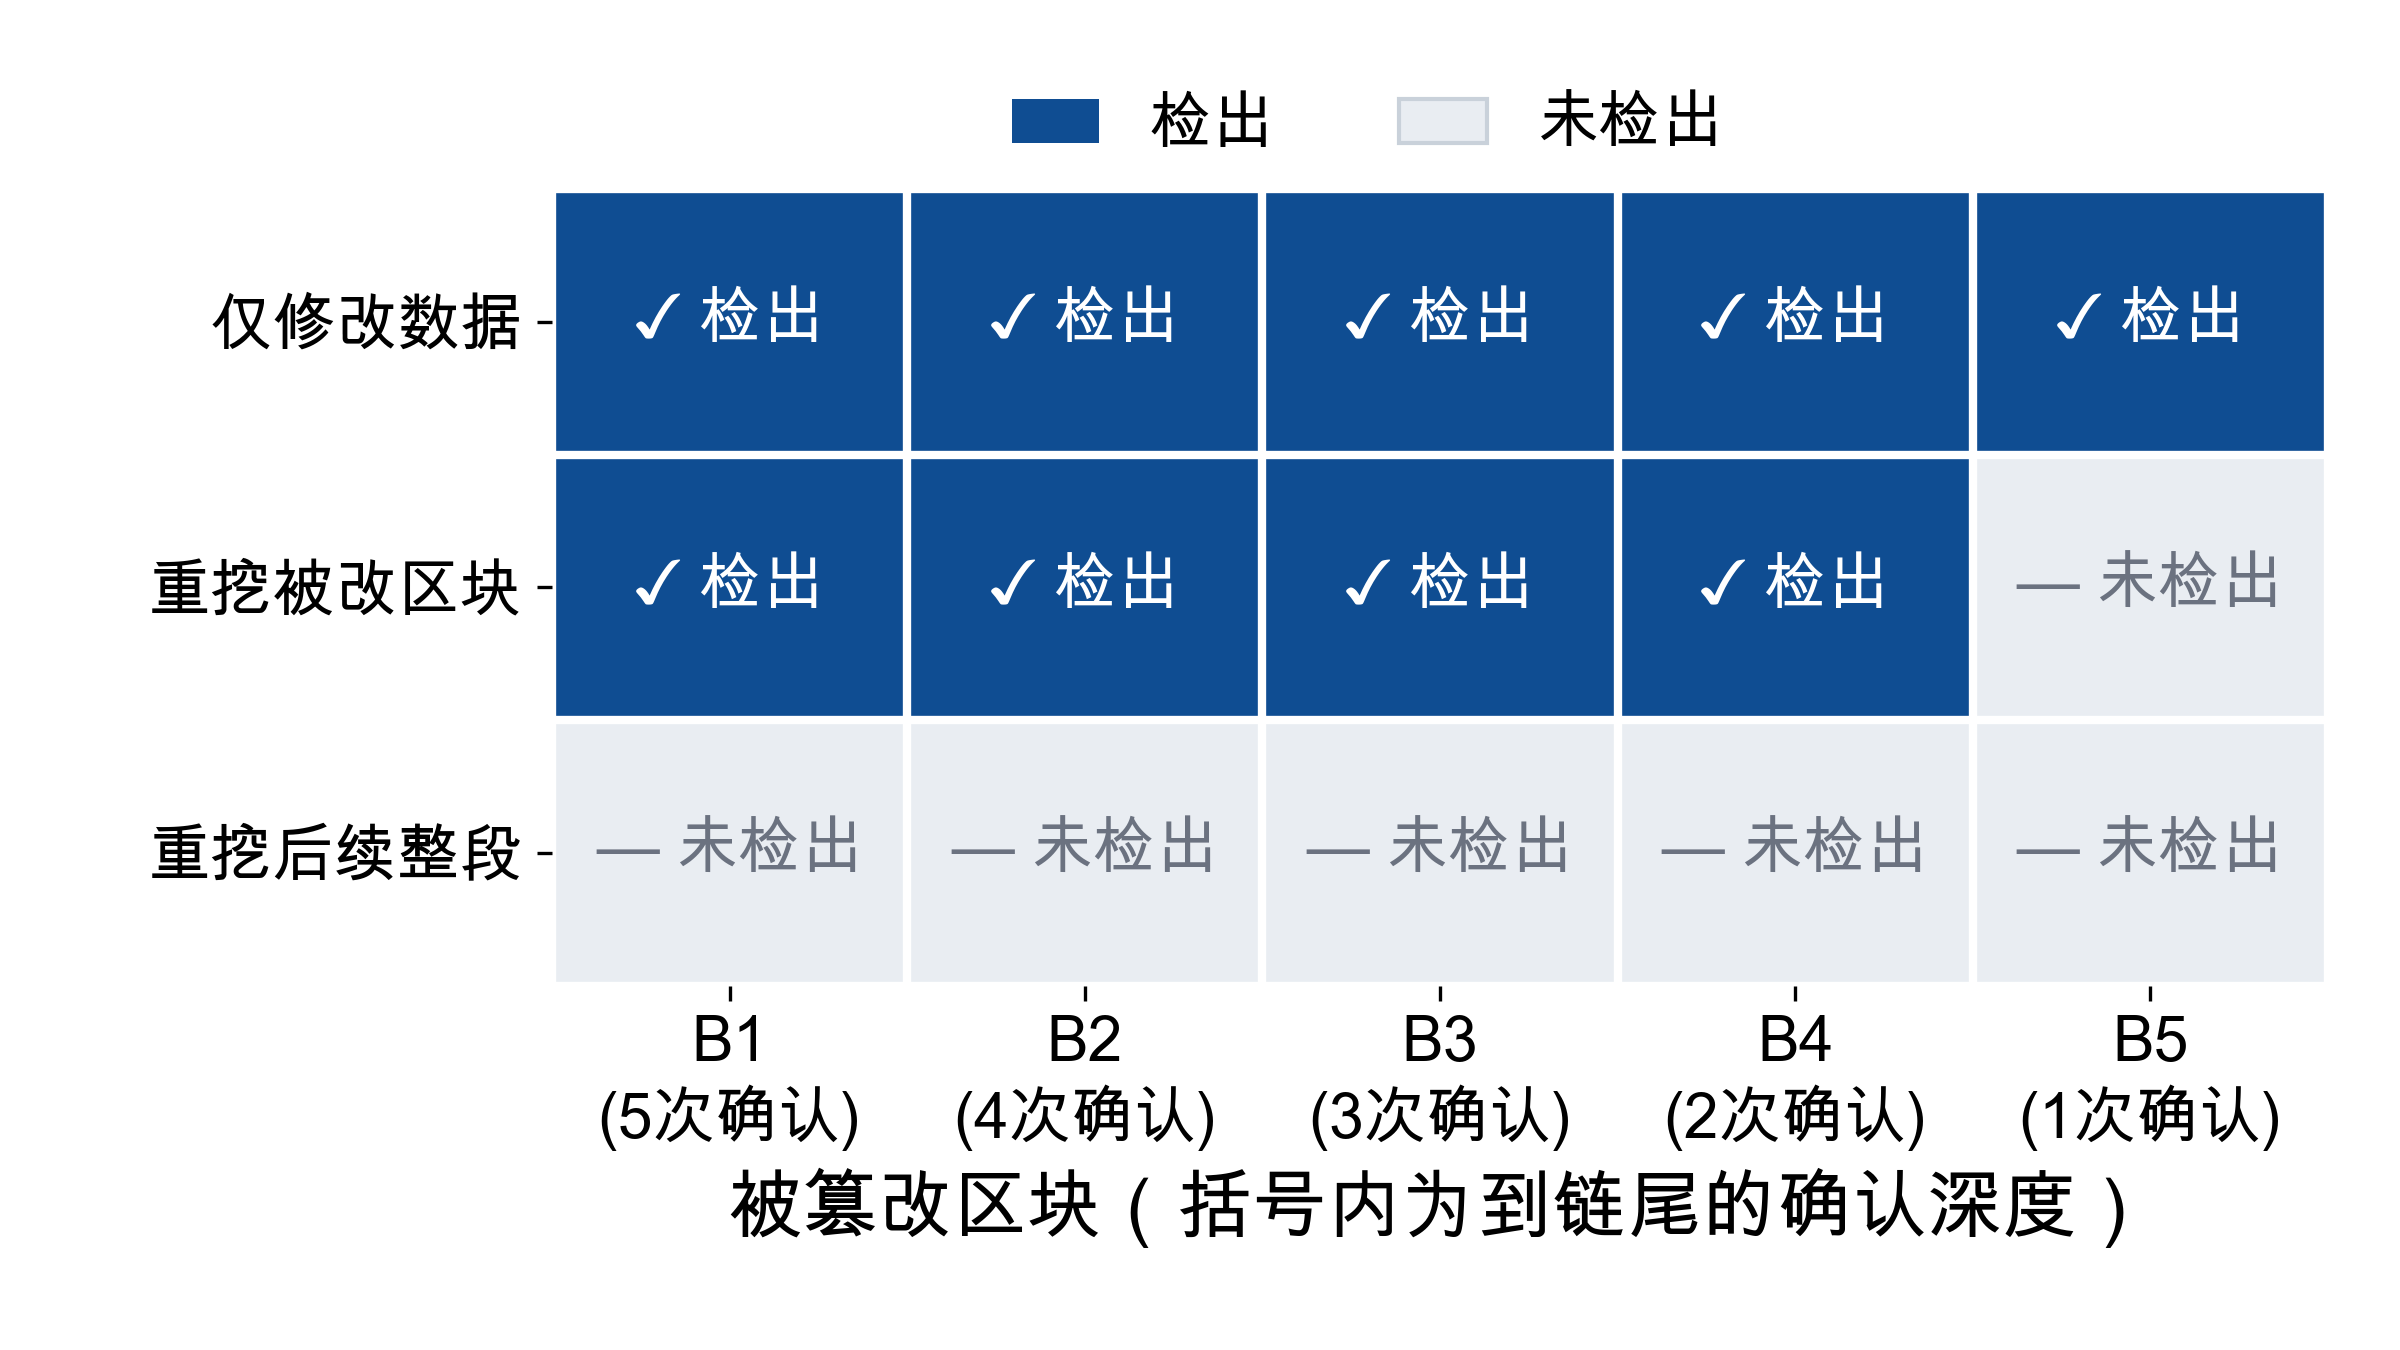 检出 未检出
仅修改数据 ✓ 检出 ✓ 检出 ✓ 检出 ✓ 检出 ✓ 检出
重挖被改区块 ✓ 检出 ✓ 检出 ✓ 检出 ✓ 检出 — 未检出
重挖后续整段 — 未检出 — 未检出 — 未检出 — 未检出 — 未检出
B1 B2 B3 B4 B5
(5次确认) (4次确认) (3次确认) (2次确认) (1次确认)
被篡改区块（括号内为到链尾的确认深度）